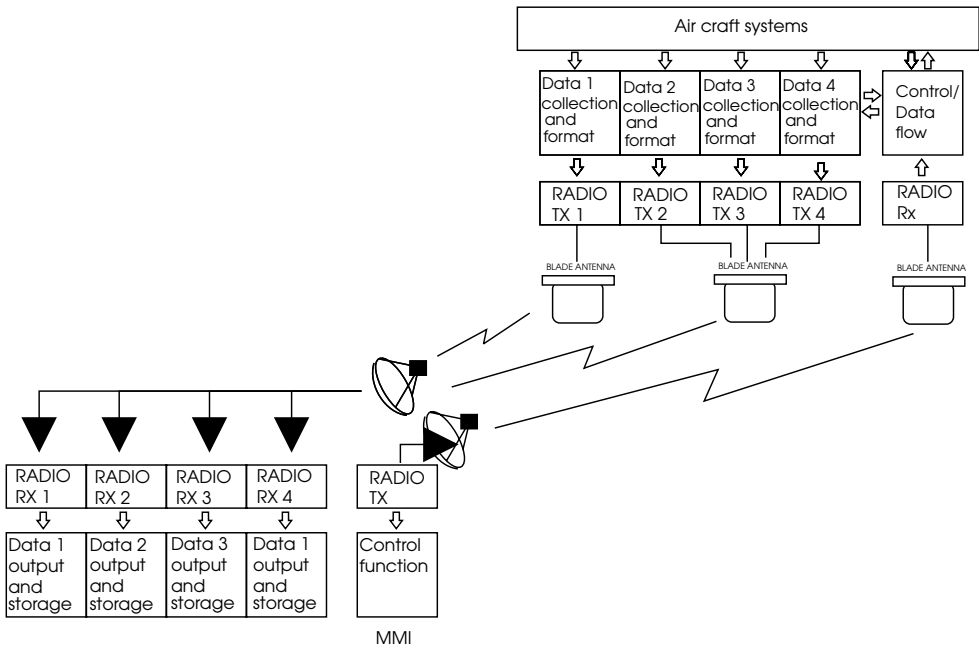 Air craft systems
Data 1
collection
and
format
Data 2
collection
and
format
Data 3
collection
and
format
Data 4
collection
and
format
Control/
Data
flow
RADIO
TX 1
RADIO
TX 2
RADIO
TX 3
RADIO
TX 4
RADIO
Rx
BLADE ANTENNA
BLADE ANTENNA
BLADE ANTENNA
RADIO
RX 1
RADIO
RX 2
RADIO
RX 3
RADIO
RX 4
RADIO
TX
Data 1
output
and
storage
Data 2
output
and
storage
Data 3
output
and
storage
Data 1
output
and
storage
Control
function
MMI